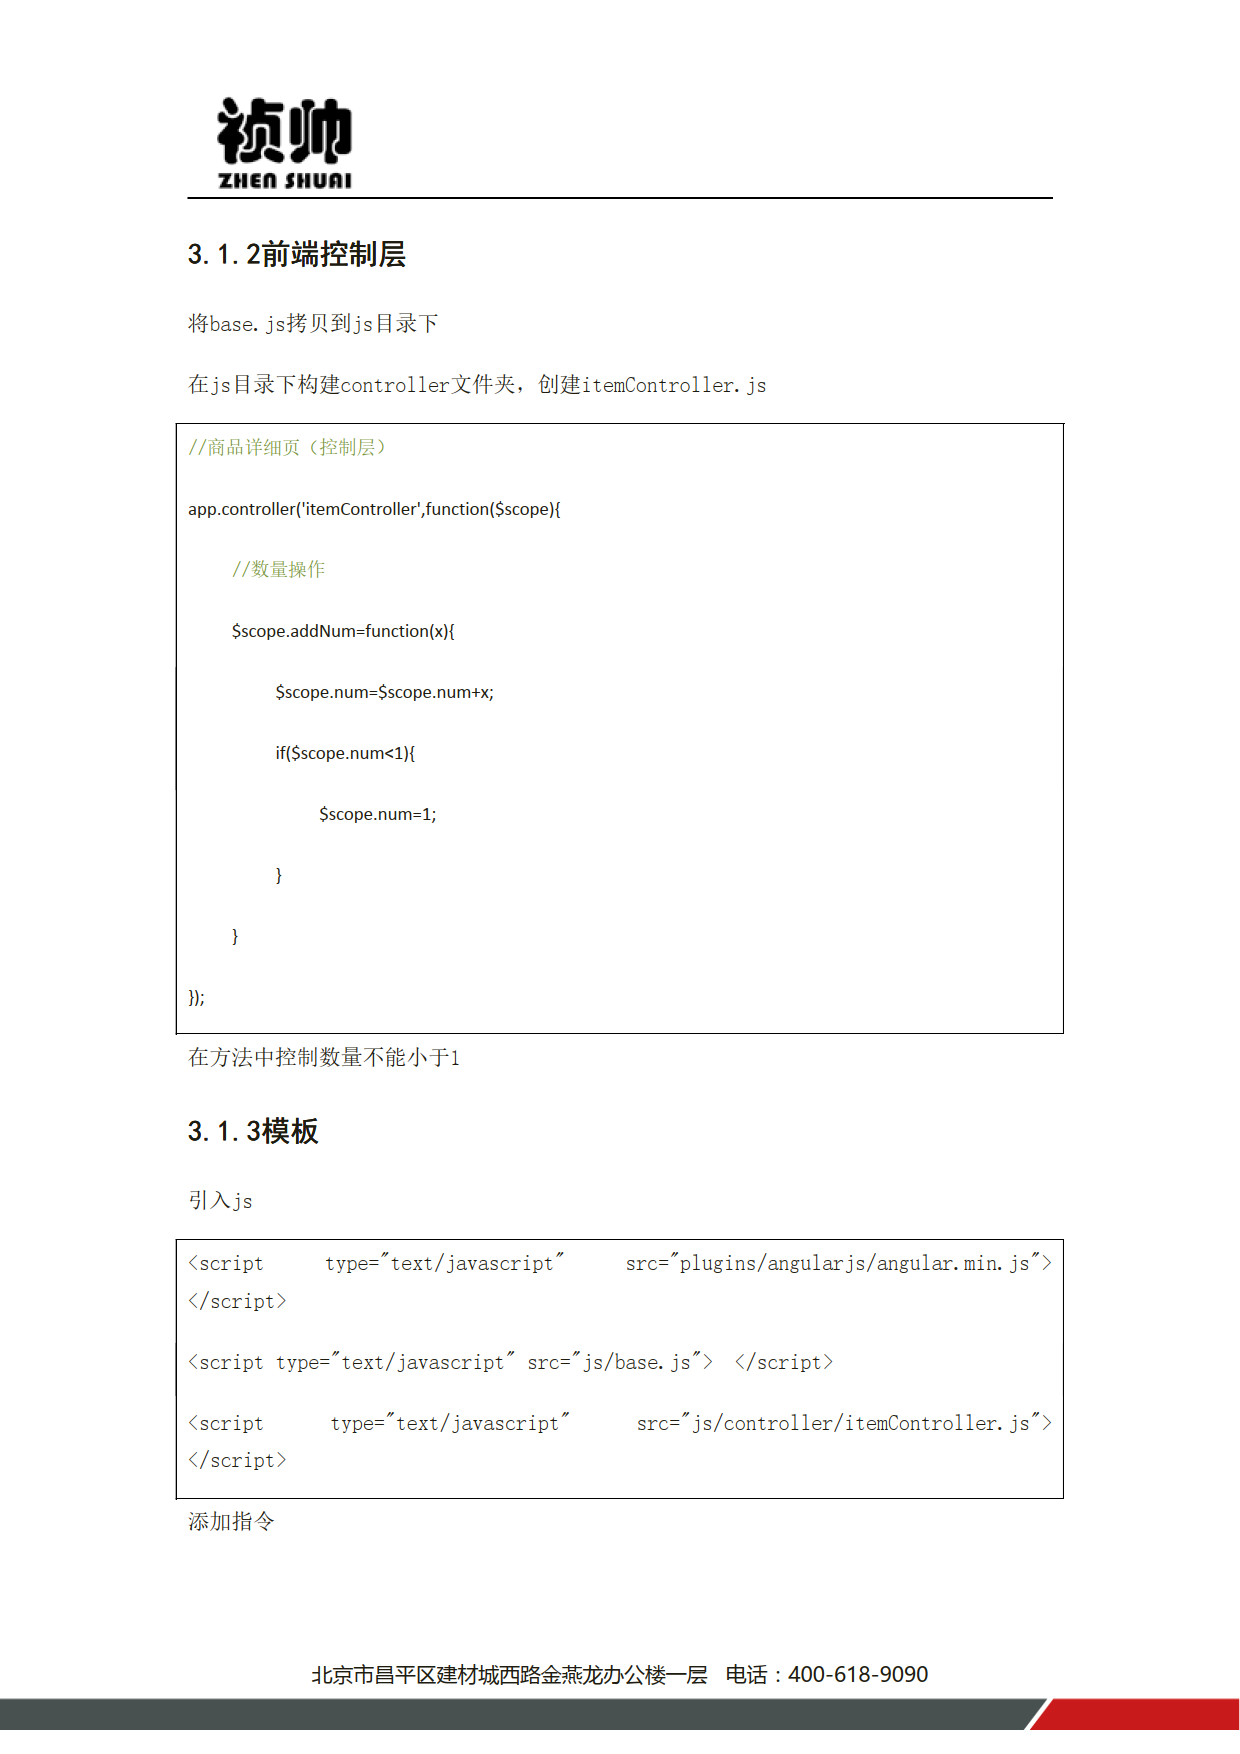 祯帅
ZHEN SHUAI
3.1.2前端控制层
将base.js拷贝到js目录下
在js目录下构建controller文件夹，创建itemController.js
//商品详细页（控制层）
app.controller('itemController',function($scope){
//数量操作
$scope.addNum=function(x){
$scope.num=$scope.num+x;
if($scope.num<1){
$scope.num=1;
}
}
});
在方法中控制数量不能小于1
3.1.3模板
引入js
<script type="text/javascript" src="plugins/angularjs/angular.min.js">
</script>
<script type="text/javascript" src="js/base.js"> </script>
<script type="text/javascript" src="js/controller/itemController.js">
</script>
添加指令
北京市昌平区建材城西路金燕龙办公楼一层 电话：400-618-9090